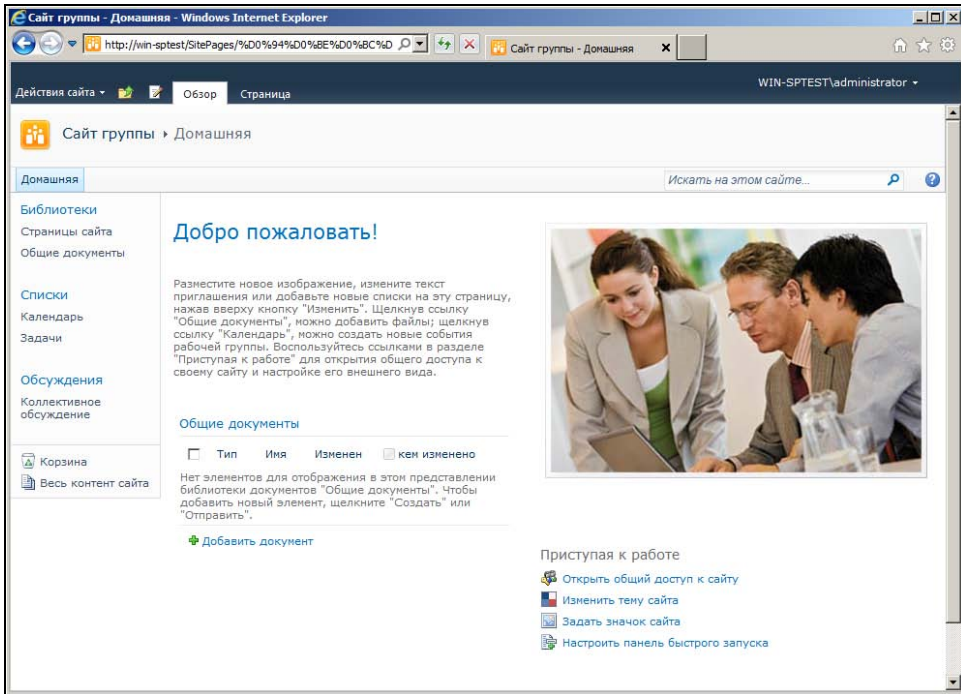 Сайт группы - Домашняя - Windows Internet Explorer
http://win-sptest/SitePages/%D0%94%D0%BE%D0%BC%D
Сайт группы - Домашняя
Действия сайта
Обзор
Страница
WIN-SPTEST\administrator
Сайт группы
Домашняя
Домашняя
Искать на этом сайте...
Библиотеки
Страницы сайта
Общие документы
Списки
Календарь
Задачи
Обсуждения
Коллективное
обсуждение
Корзина
Весь контент сайта
Добро пожаловать!
Разместите новое изображение, измените текст
приглашения или добавьте новые списки на эту страницу,
нажав вверху кнопку "Изменить". Щелкнув ссылку
"Общие документы", можно добавить файлы; щелкнув
ссылку "Календарь", можно создать новые события
рабочей группы. Воспользуйтесь ссылками в разделе
"Приступая к работе" для открытия общего доступа к
своему сайту и настройке его внешнего вида.
Общие документы
Тип Имя Изменен кем изменено
Нет элементов для отображения в этом представлении
библиотеки документов "Общие документы". Чтобы
добавить новый элемент, щелкните "Создать" или
"Отправить".
Добавить документ
Приступая к работе
Открыть общий доступ к сайту
Изменить тему сайта
Задать значок сайта
Настроить панель быстрого запуска